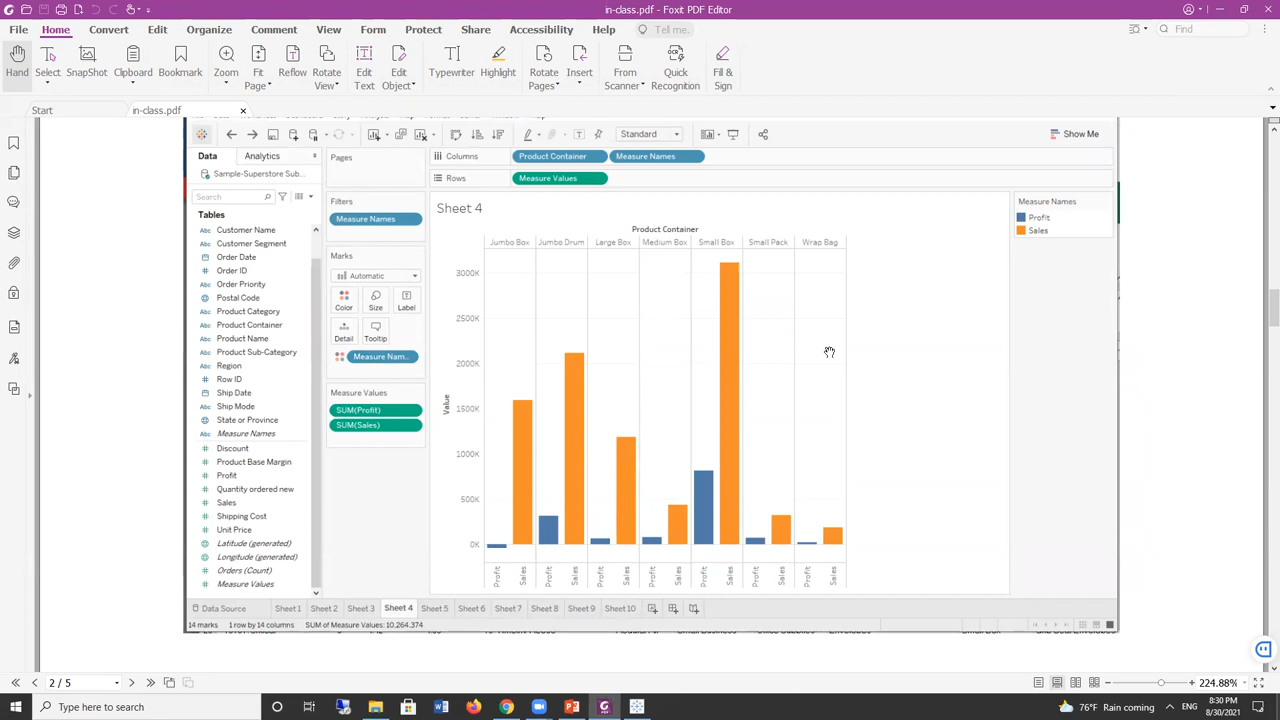 in-class.pdf - Foxit PDF Editor
File Home Convert Edit Organize Comment View Form Protect Share Accessibility Help Tell me.. Find
Hand Select SnapShot Clipboard Bookmark Zoom Fit Page Reflow Rotate View Edit Text Edit Object Typewriter Highlight Rotate Pages Insert From Scanner Quick Recognition Fill & Sign
Start in-class.pdf
Standard Show Me
Data Analytics Pages Columns Product Container Measure Names
Sample-Superstore Sub... Rows Measure Values
Search Filters Sheet 4 Measure Names
Tables Measure Names Profit
Sales
Customer Name
Customer Segment
Order Date
Order ID
Order Priority
Postal Code
Product Category
Product Container
Product Name
Product Sub-Category
Region
Row ID
Ship Date
Ship Mode
State or Province
Measure Names
Discount
Product Base Margin
Profit
Quantity ordered new
Sales
Shipping Cost
Unit Price
Latitude (generated)
Longitude (generated)
Orders (Count)
Measure Values
Marks
Automatic
Color Size Label
Detail Tooltip
Measure Nam..
Measure Values
SUM(Profit)
SUM(Sales)
Product Container
Jumbo Box Jumbo Drum Large Box Medium Box Small Box Small Pack Wrap Bag
3000K
2500K
2000K
1500K
1000K
500K
0K
Value
Profit Sales Profit Sales Profit Sales Profit Sales Profit Sales Profit Sales Profit Sales
Data Source Sheet 1 Sheet 2 Sheet 3 Sheet 4 Sheet 5 Sheet 6 Sheet 7 Sheet 8 Sheet 9 Sheet 10
14 marks 1 row by 14 columns SUM of Measure Values: 10,264,374
2 / 5 224.88%
Type here to search 76°F Rain coming 8:30 PM
8/30/2021